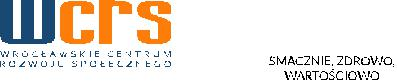 wcrs
WROCŁAWSKIE CENTRUM
ROZWOJU SPOŁECZNEGO
SMACZNIE, ZDROWO,
WARTOŚCIOWO